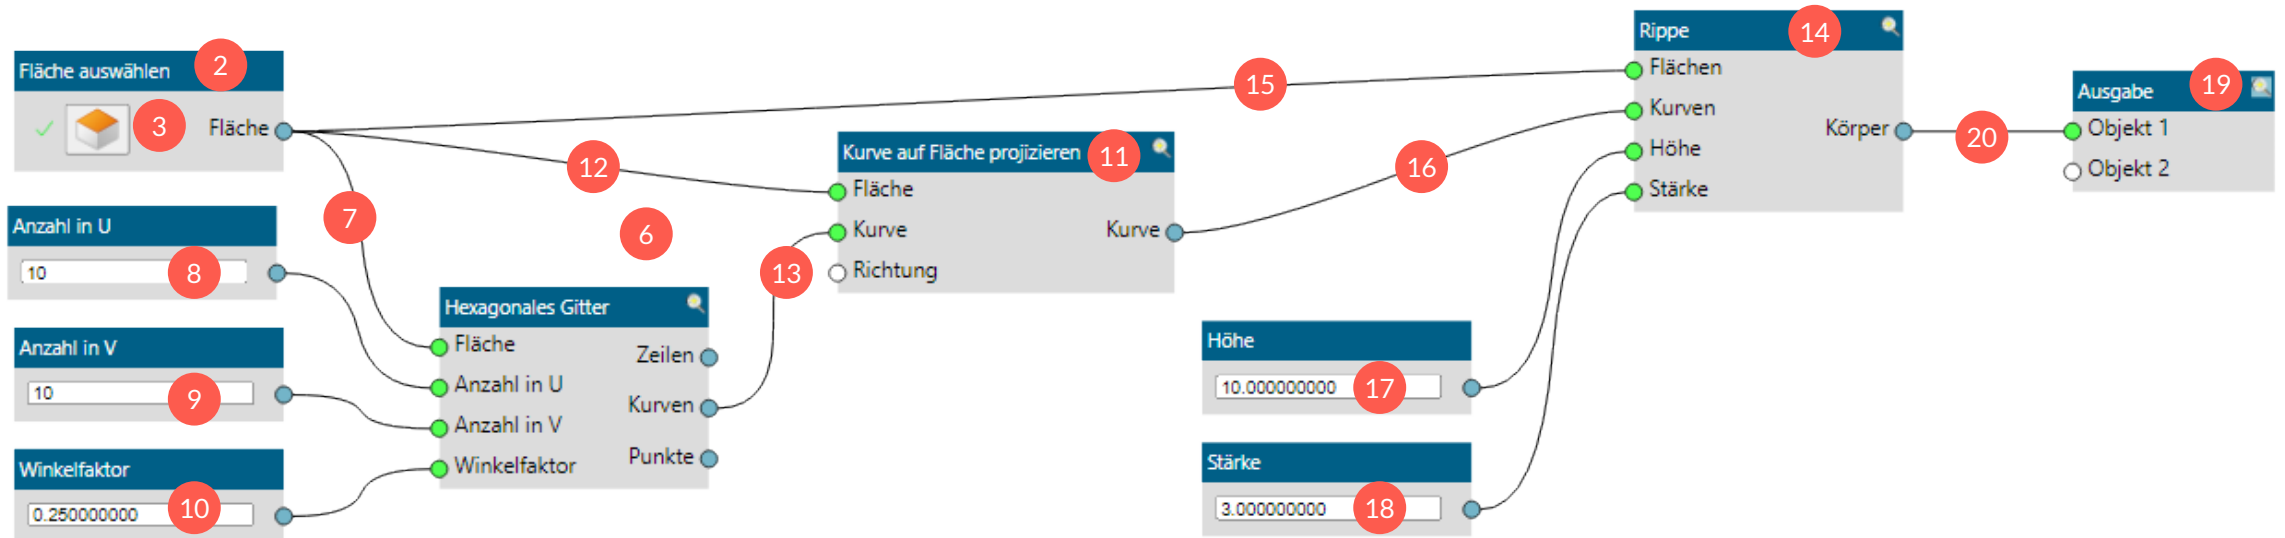 Fläche auswählen
2
3
Fläche
Anzahl in U
10
8
Anzahl in V
10
9
Winkelfaktor
0.250000000
10
7
12
6
Hexagonales Gitter
Fläche
Anzahl in U
Anzahl in V
Winkelfaktor
Zeilen
Kurven
Punkte
13
Kurve auf Fläche projizieren
11
Fläche
Kurve
Richtung
Kurve
15
16
Höhe
10.000000000
17
Stärke
3.000000000
18
Rippe
14
Flächen
Kurven
Höhe
Stärke
Körper
20
Ausgabe
19
Objekt 1
Objekt 2